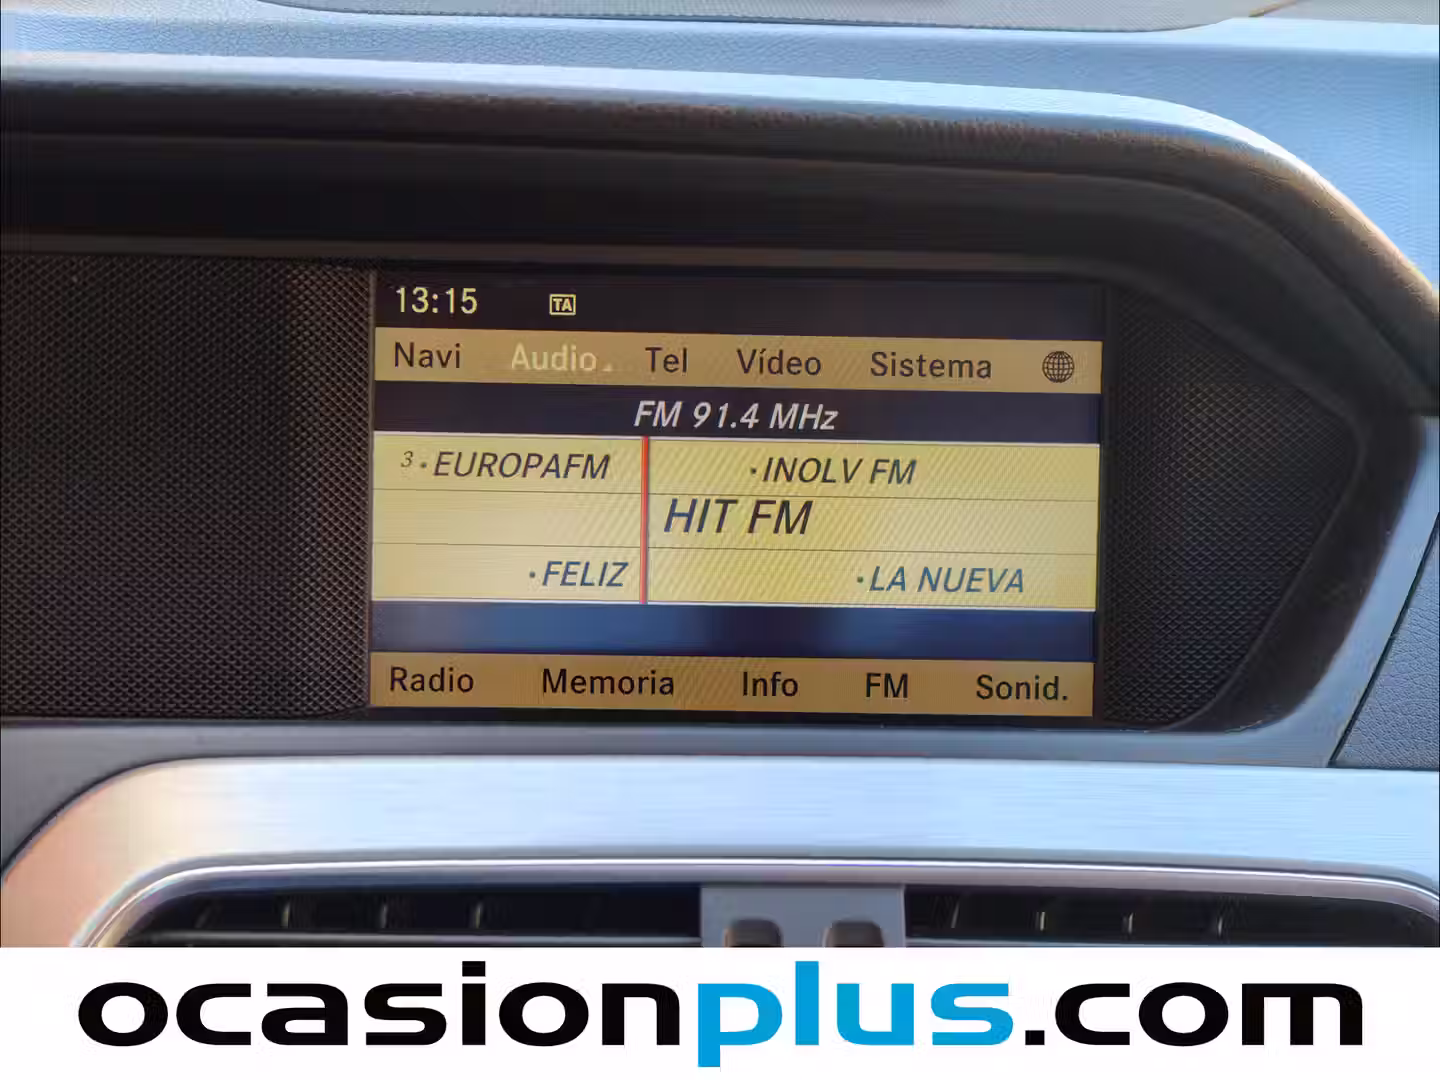 13:15 TA
Navi Audio Tel Vídeo Sistema
FM 91.4 MHz
3 ·EUROPAFM ·INOLV FM
HIT FM
·FELIZ ·LA NUEVA
Radio Memoria Info FM Sonid.
ocasionplus.com